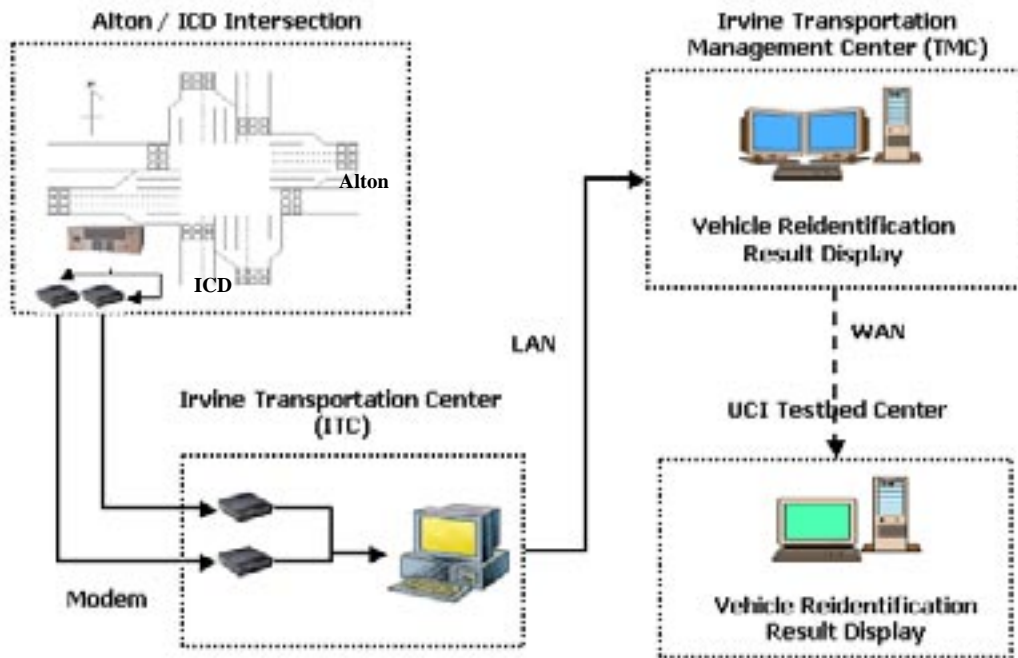 Alton / ICD Intersection
Irvine Transportation
Management Center (TMC)
Alton
ICD
Vehicle Reidentification
Result Display
LAN
WAN
Irvine Transportation Center
(ITC)
UCI Testbed Center
Modem
Vehicle Reidentification
Result Display